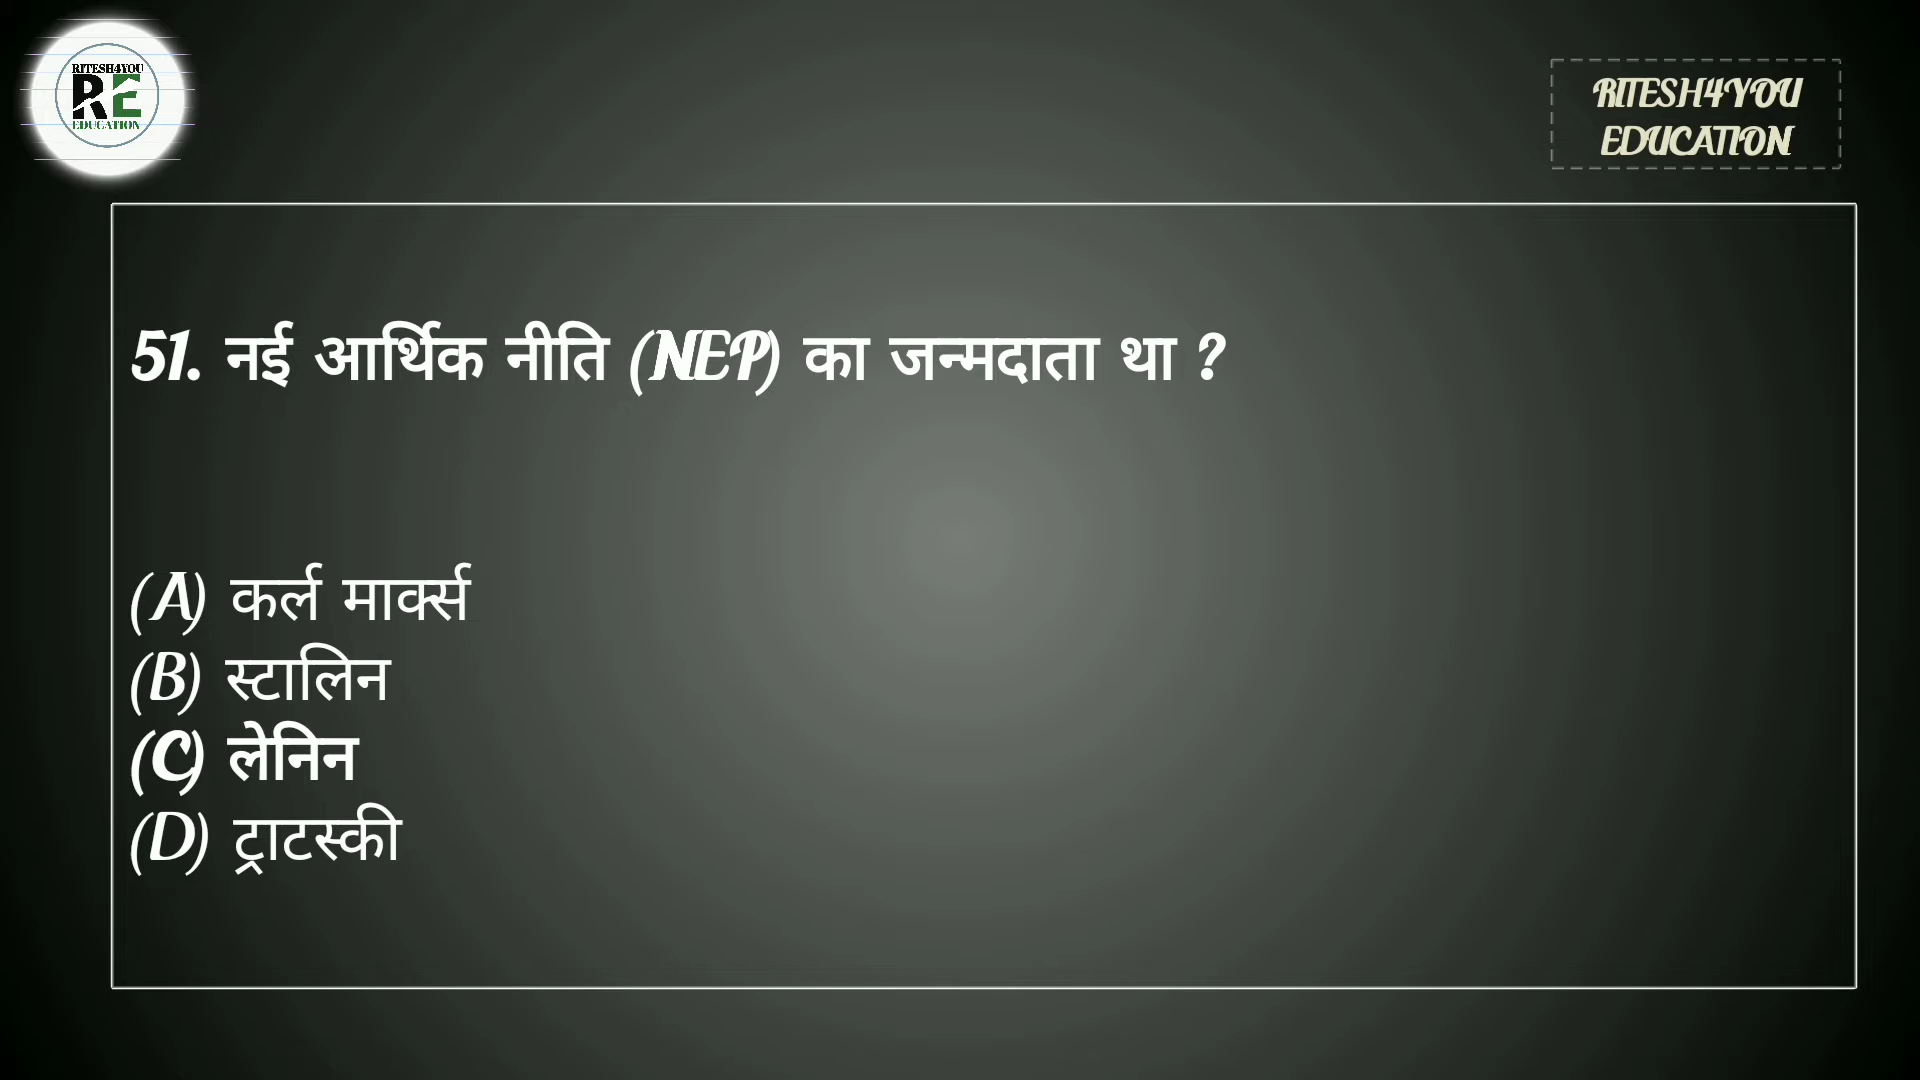 RITESH4YOU
RE
EDUCATION
RITESH4YOU
EDUCATION
51. नई आर्थिक नीति (NEP) का जन्मदाता था ?
(A) कर्ल मार्क्स
(B) स्टालिन
(C) लेनिन
(D) ट्राटस्की